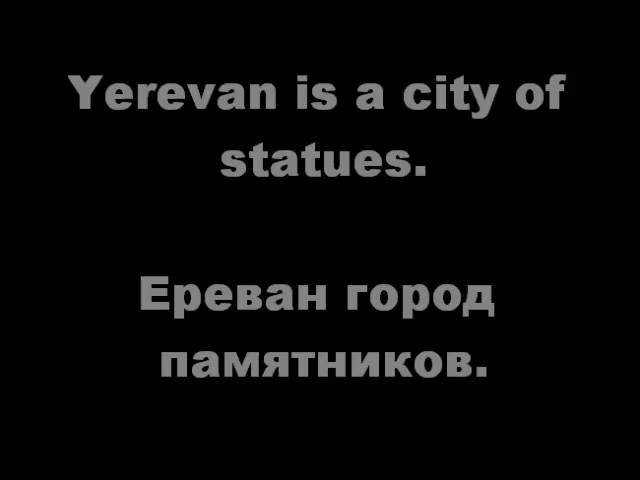 Yerevan is a city of
statues.
Ереван город
памятников.